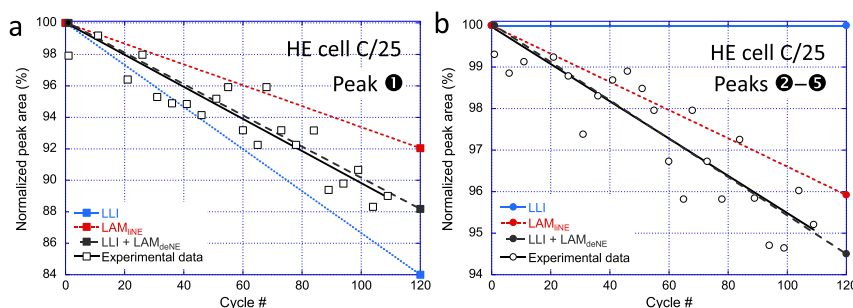 a
HE cell C/25
Peak ❶
Normalized peak area (%)
100
98
96
94
92
90
88
86
84
LLI
LAMliNE
LLI + LAMdeNE
Experimental data
0 20 40 60 80 100 120
Cycle #
b
HE cell C/25
Peaks ❷–❺
Normalized peak area (%)
100
99
98
97
96
95
94
LLI
LAMliNE
LLI + LAMdeNE
Experimental data
0 20 40 60 80 100 120
Cycle #